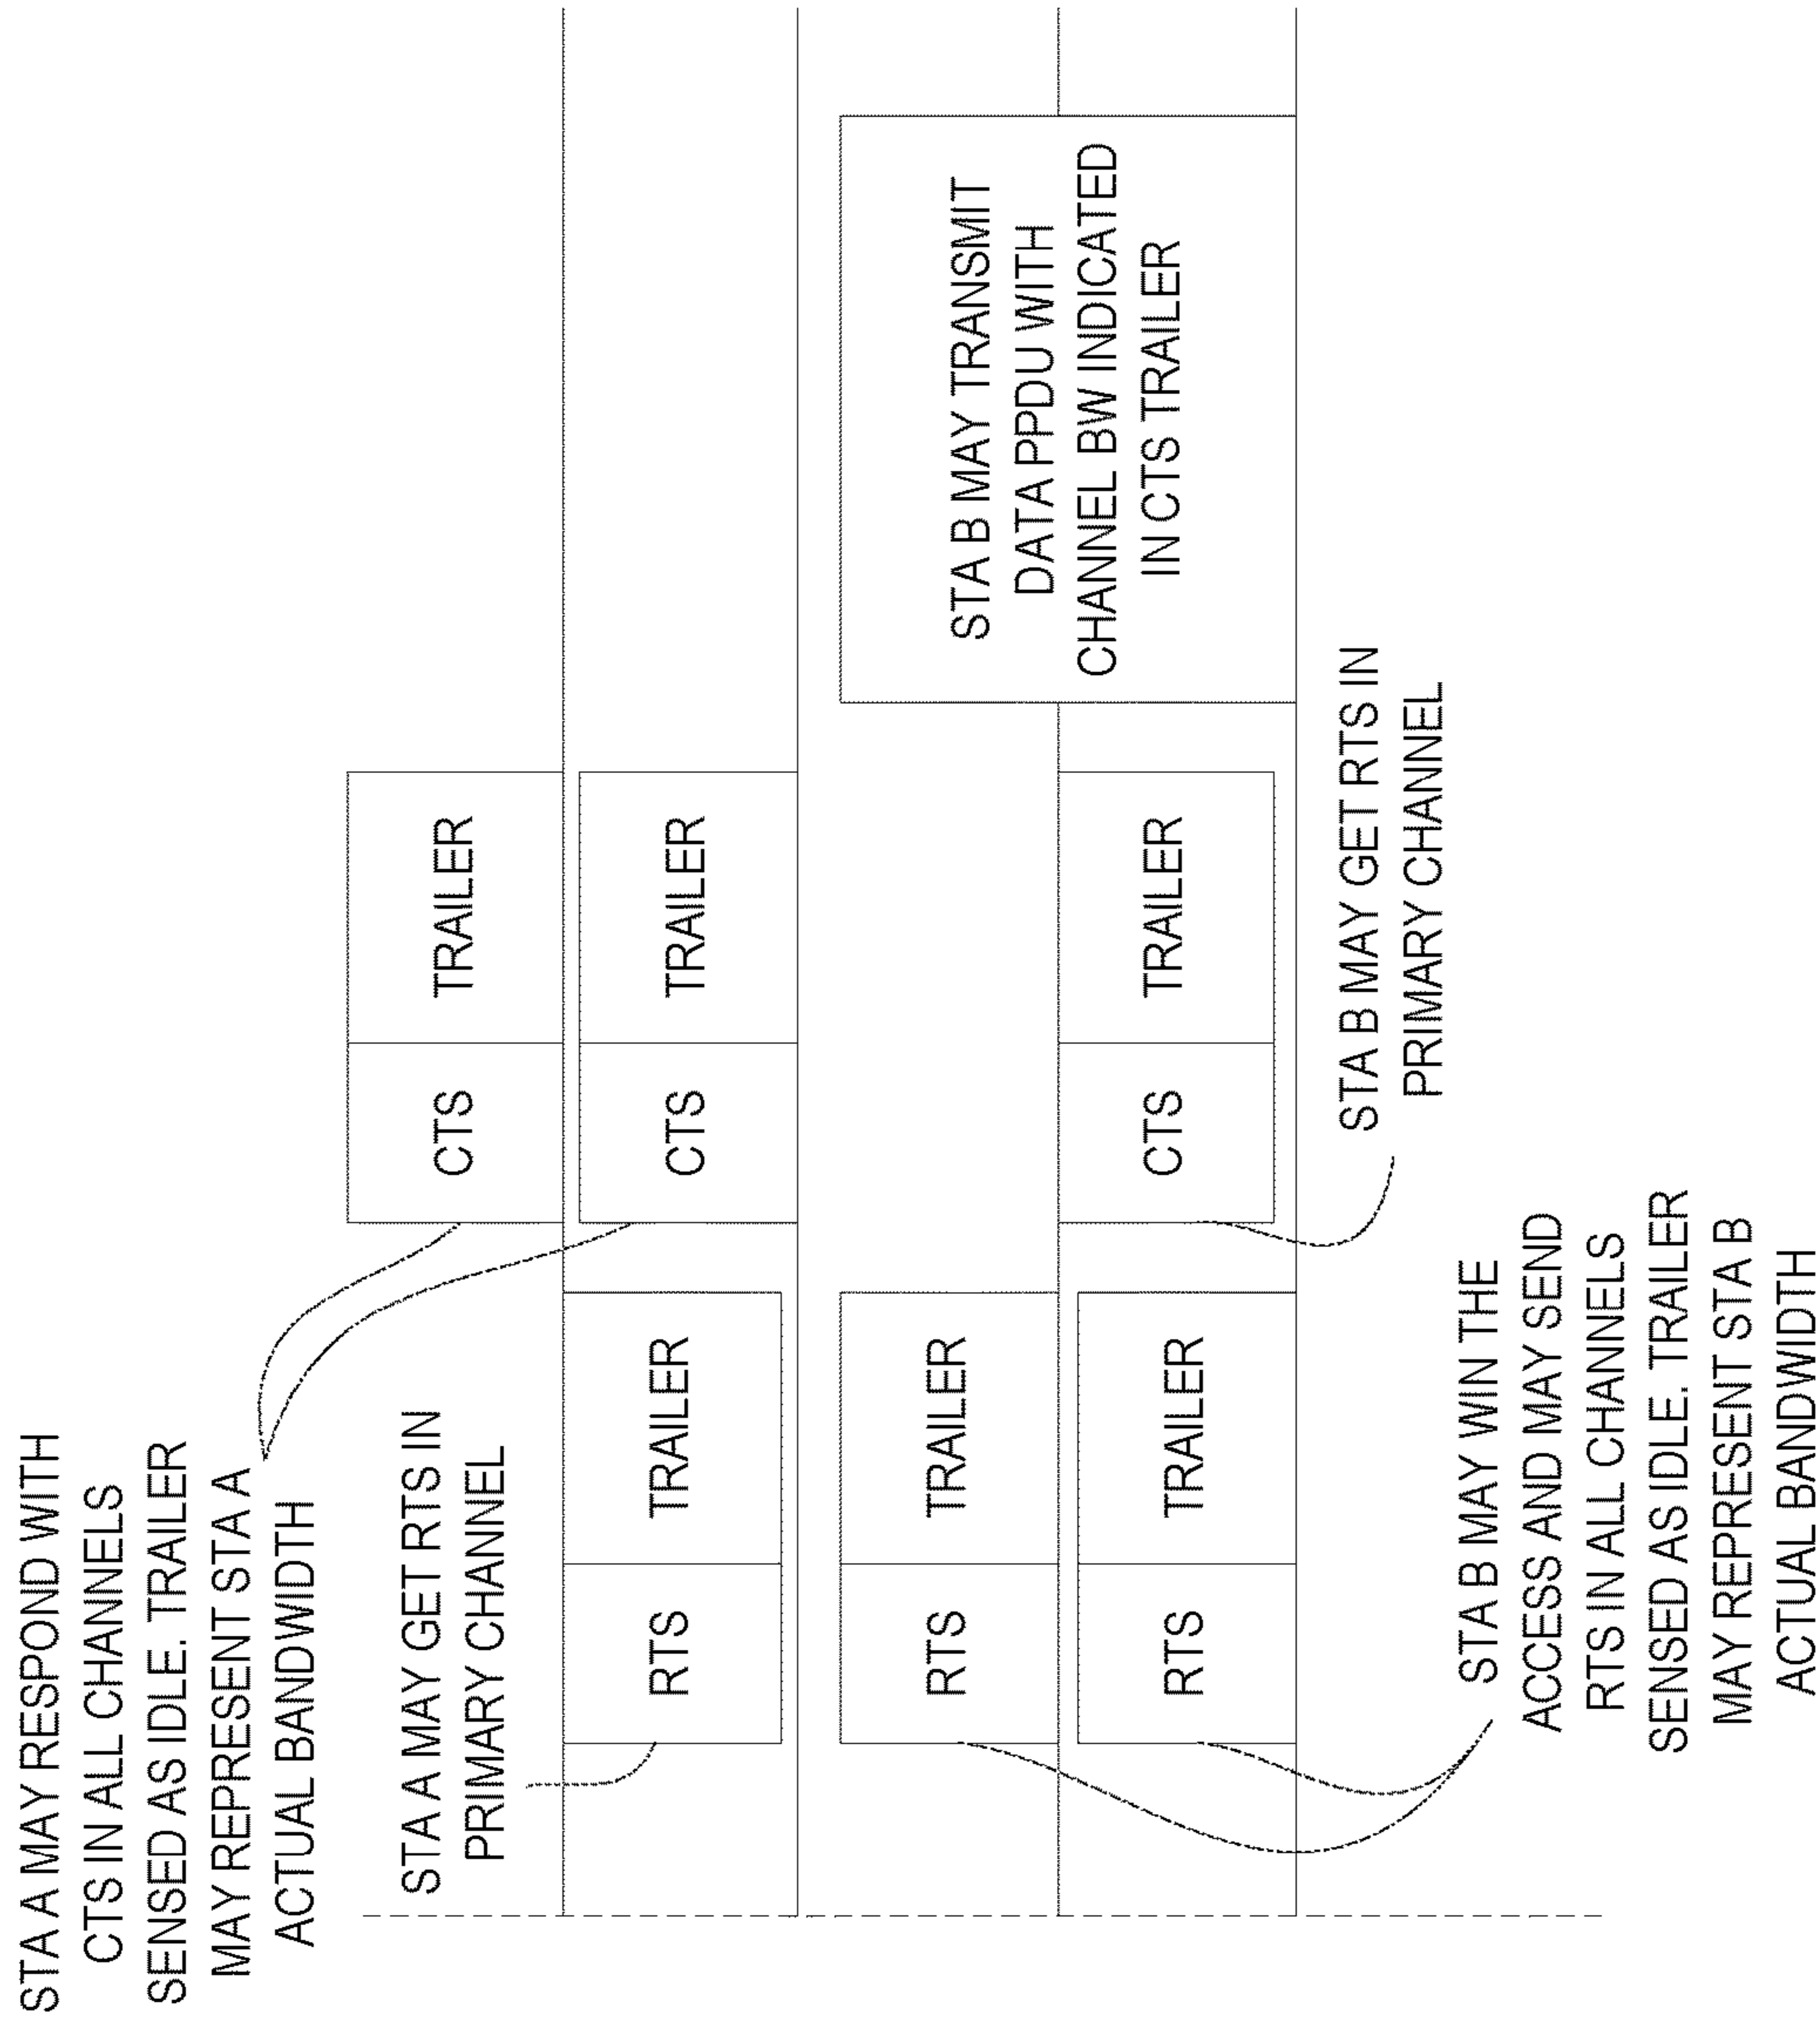 STA A MAY RESPOND WITH
CTS IN ALL CHANNELS
SENSED AS IDLE. TRAILER
MAY REPRESENT STA A
ACTUAL BANDWIDTH
STA A MAY GET RTS IN
PRIMARY CHANNEL
CTS
TRAILER
RTS
TRAILER
CTS
TRAILER
RTS
TRAILER
STA B MAY TRANSMIT
DATA PPDU WITH
CHANNEL BW INDICATED
IN CTS TRAILER
RTS
TRAILER
CTS
TRAILER
STA B MAY GET RTS IN
PRIMARY CHANNEL
STA B MAY WIN THE
ACCESS AND MAY SEND
RTS IN ALL CHANNELS
SENSED AS IDLE. TRAILER
MAY REPRESENT STA B
ACTUAL BANDWIDTH